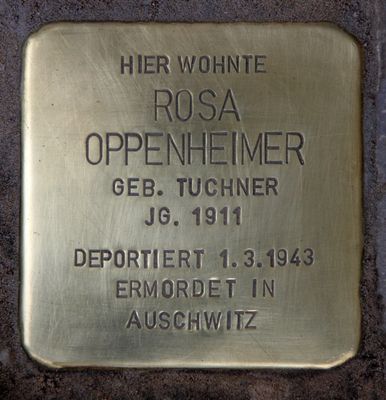 HIER WOHNTE
ROSA
OPPENHEIMER
GEB. TUCHNER
JG. 1911
DEPORTIERT 1.3.1943
ERMORDET IN
AUSCHWITZ